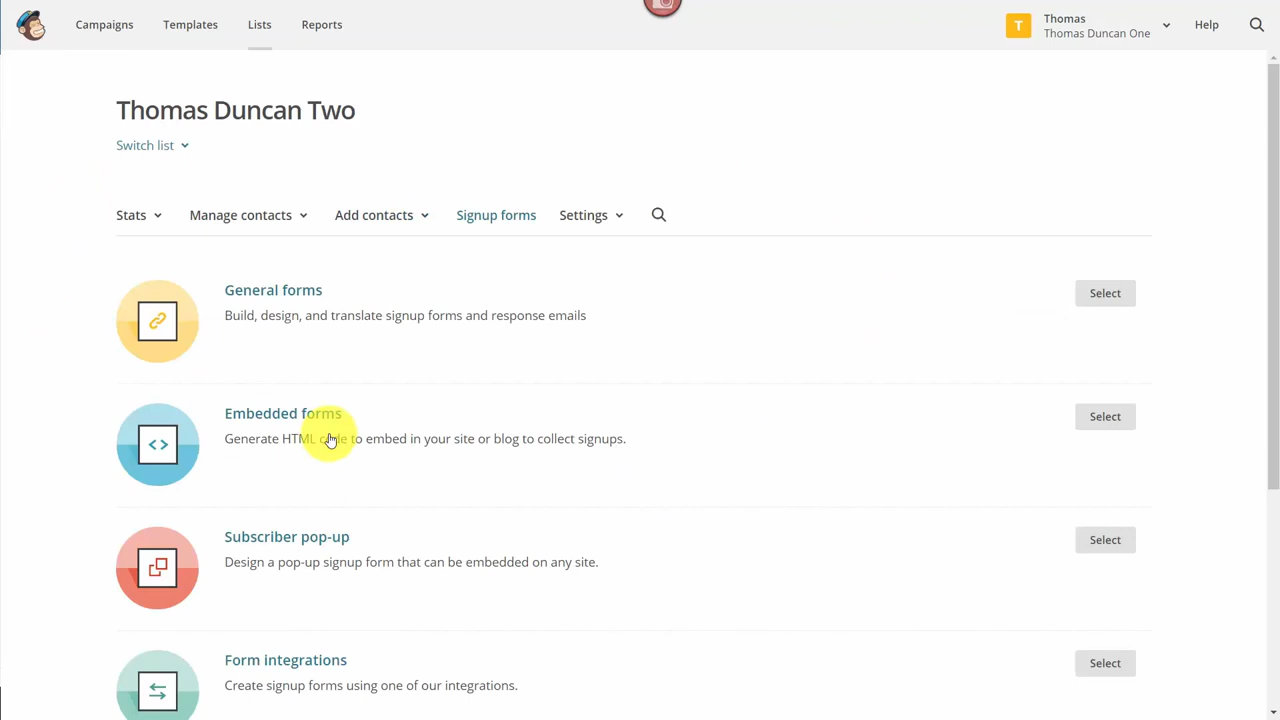 Campaigns Templates Lists Reports
T
Thomas
Thomas Duncan One
Help
Thomas Duncan Two
Switch list
Stats Manage contacts Add contacts Signup forms Settings
General forms
Build, design, and translate signup forms and response emails
Select
Embedded forms
Generate HTML code to embed in your site or blog to collect signups.
Select
Subscriber pop-up
Design a pop-up signup form that can be embedded on any site.
Select
Form integrations
Create signup forms using one of our integrations.
Select